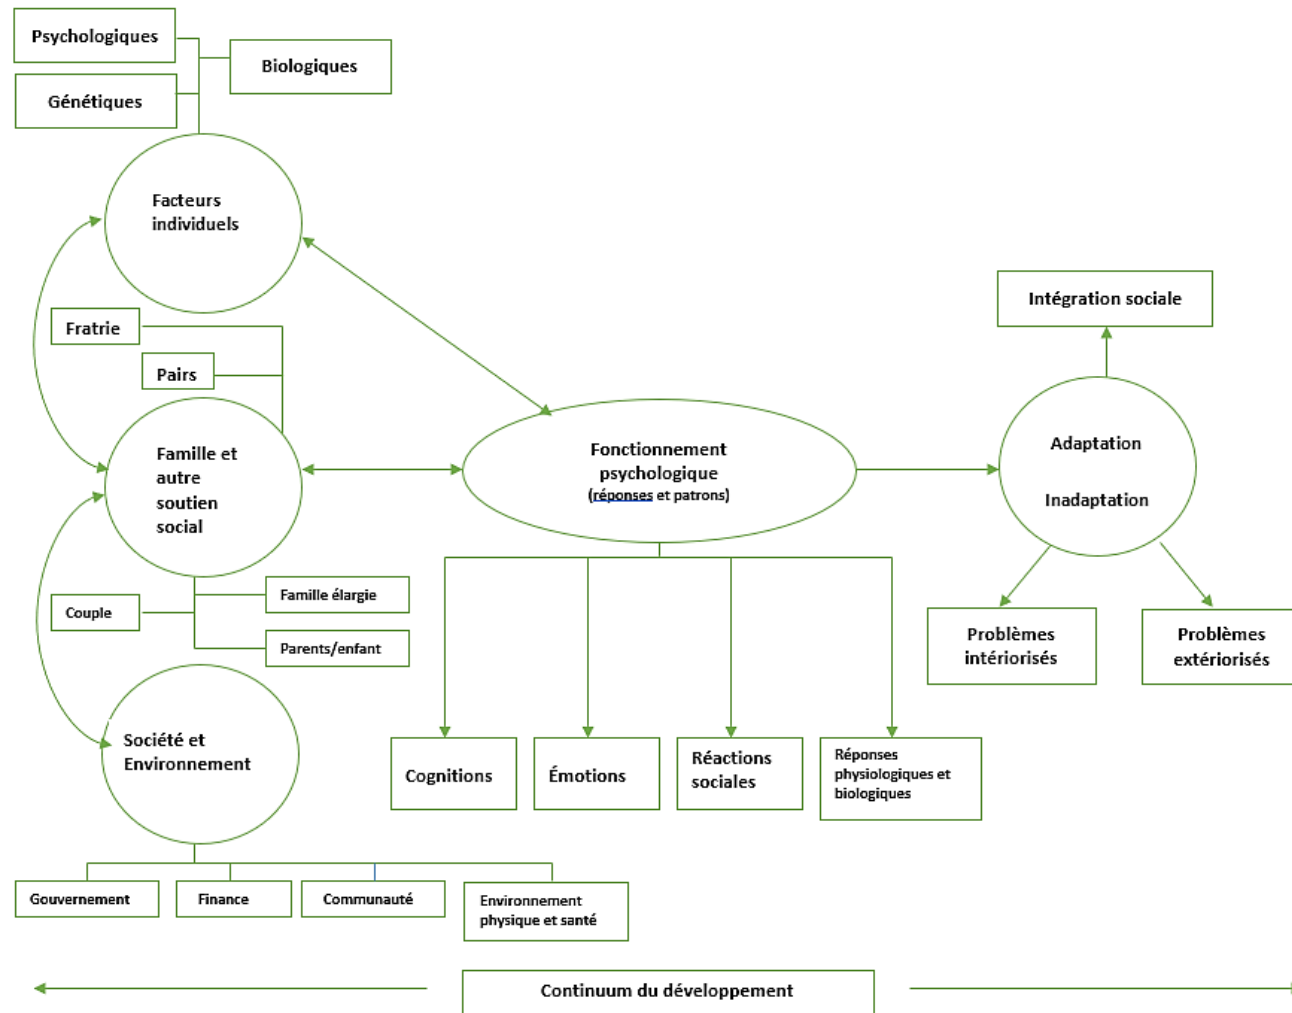 Psychologiques
Biologiques
Génétiques
Facteurs
individuels
Fratrie
Pairs
Famille et
autre
soutien
social
Couple
Famille élargie
Parents/enfant
Société et
Environnement
Gouvernement
Finance
Communauté
Environnement
physique et santé
Fonctionnement
psychologique
(réponses et patrons)
Cognitions
Émotions
Réactions
sociales
Réponses
physiologiques et
biologiques
Intégration sociale
Adaptation
Inadaptation
Problèmes
intériorisés
Problèmes
extériorisés
Continuum du développement